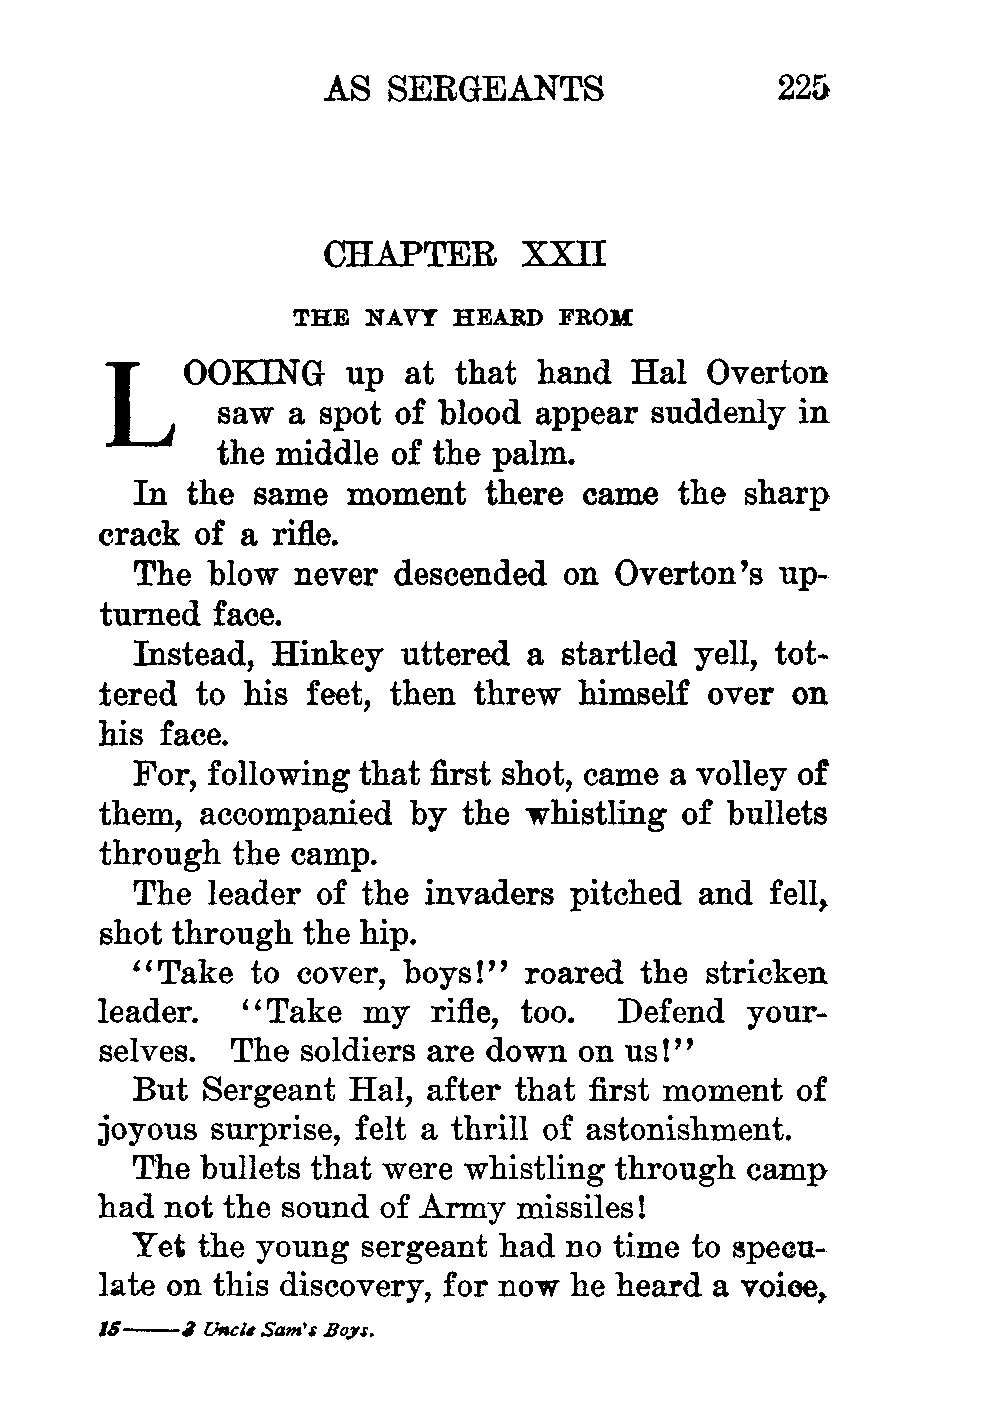 AS SERGEANTS 225
CHAPTER XXII
THE NAVY HEARD FROM
LOOKING up at that hand Hal Overton
saw a spot of blood appear suddenly in
the middle of the palm.
In the same moment there came the sharp
crack of a rifle.
The blow never descended on Overton's up-
turned face.
Instead, Hinkey uttered a startled yell, tot-
tered to his feet, then threw himself over on
his face.
For, following that first shot, came a volley of
them, accompanied by the whistling of bullets
through the camp.
The leader of the invaders pitched and fell,
shot through the hip.
"Take to cover, boys!" roared the stricken
leader. "Take my rifle, too. Defend your-
selves. The soldiers are down on us!"
But Sergeant Hal, after that first moment of
joyous surprise, felt a thrill of astonishment.
The bullets that were whistling through camp
had not the sound of Army missiles!
Yet the young sergeant had no time to specu-
late on this discovery, for now he heard a voice,
15——3 Uncle Sam's Boys.